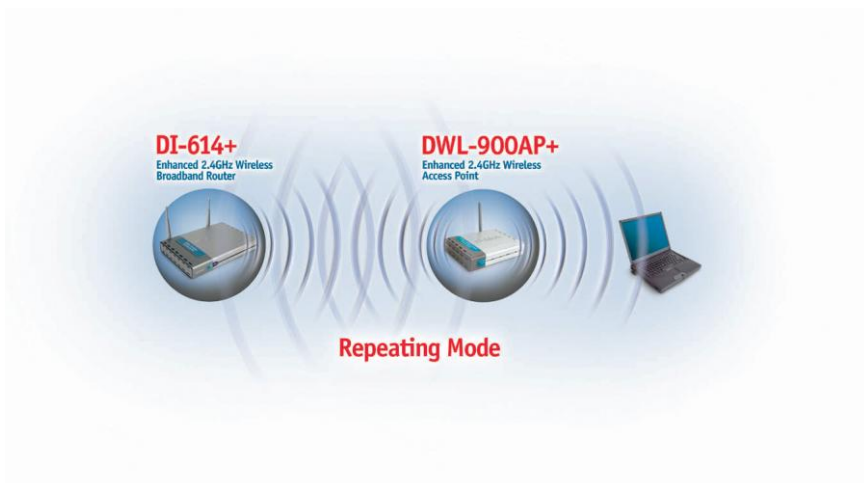 DI-614+
Enhanced 2.4GHz Wireless
Broadband Router
DWL-900AP+
Enhanced 2.4GHz Wireless
Access Point
Repeating Mode